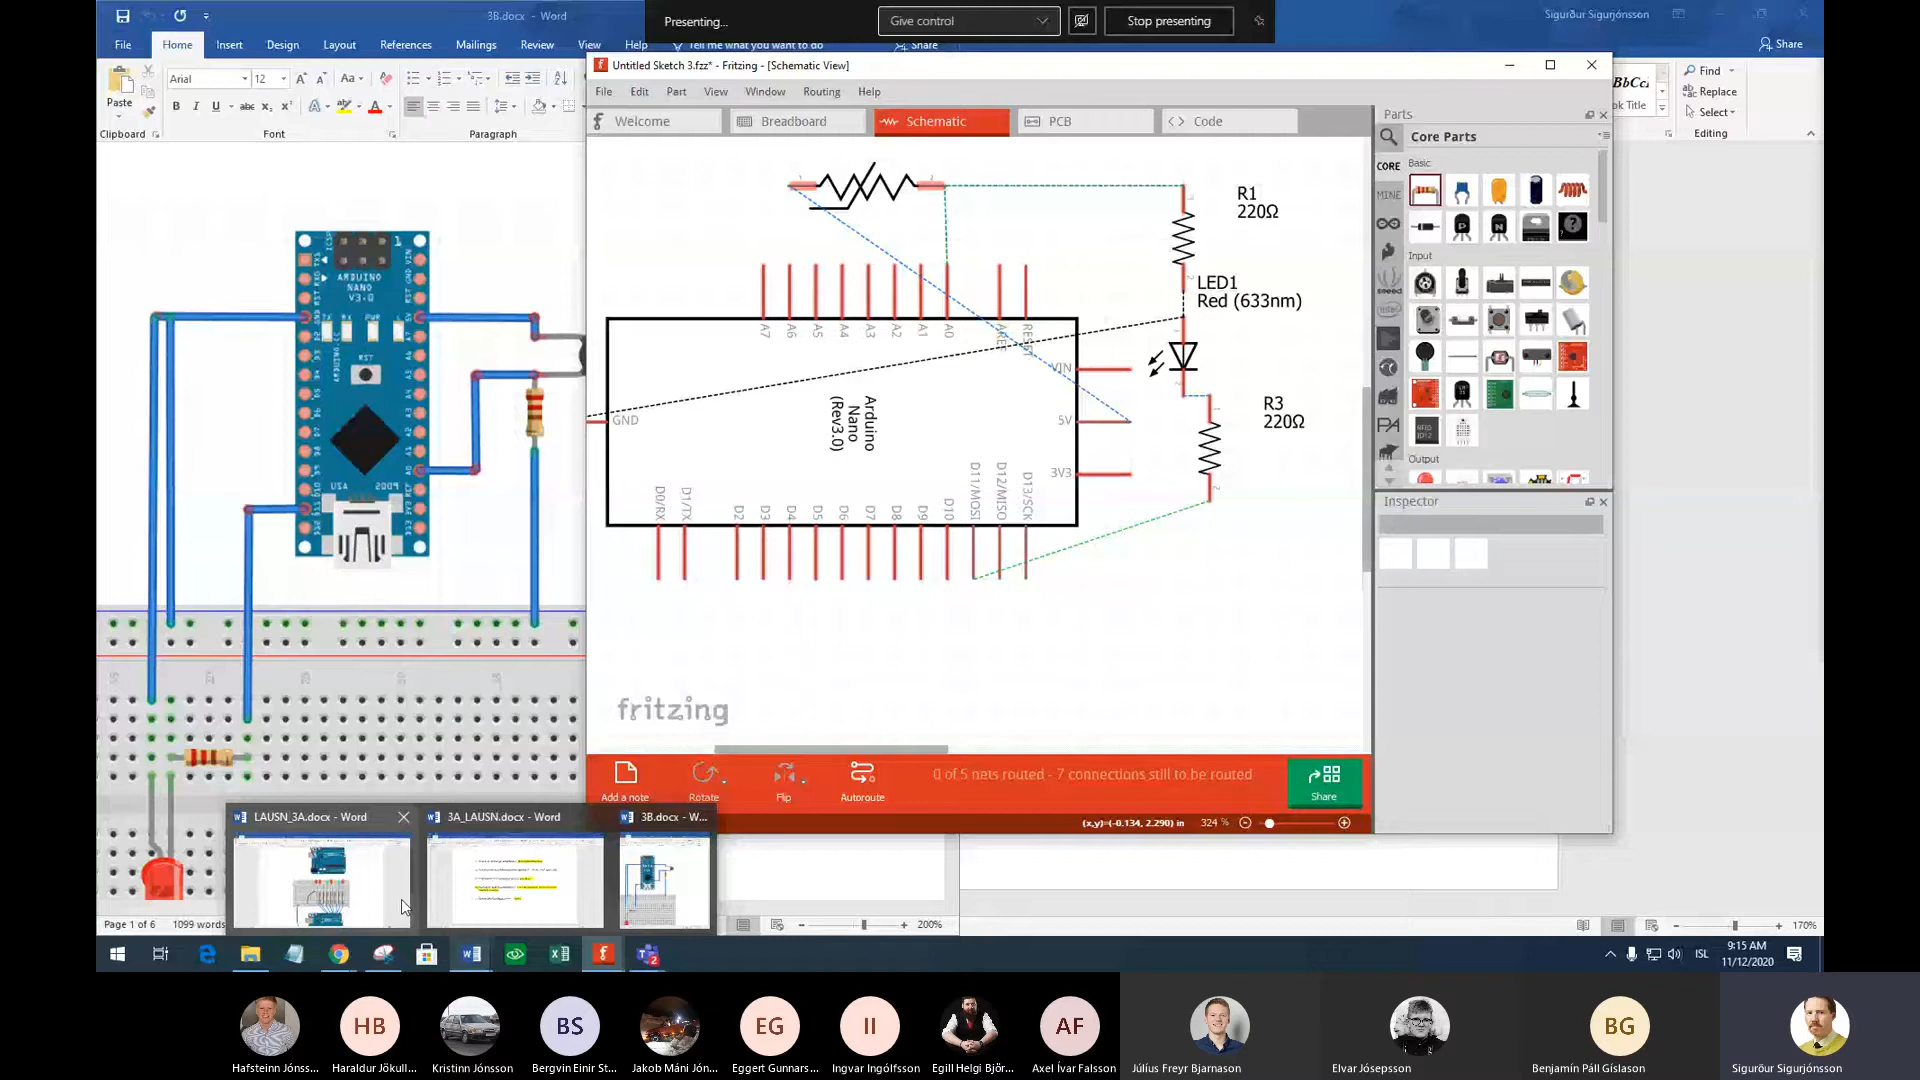 3B.docx - Word
Presenting...
Give control
Stop presenting
Sigurður Sigurjónsson
File
Home
Insert
Design
Layout
References
Mailings
Review
View
Help
Tell me what you want to do
Share
Share
Paste
Clipboard
Arial
12
Font
Paragraph
Find
Replace
Select
Editing
Untitled Sketch 3.fzz* - Fritzing - [Schematic View]
File
Edit
Part
View
Window
Routing
Help
Welcome
Breadboard
Schematic
PCB
Code
Parts
Core Parts
CORE
MINE
Basic
Input
Output
Inspector
R1
220Ω
LED1
Red (633nm)
R3
220Ω
A7
A6
A5
A4
A3
A2
A1
A0
AREF
RESET
VIN
5V
3V3
GND
Arduino
Nano
(Rev3.0)
D0/RX
D1/TX
D2
D3
D4
D5
D6
D7
D8
D9
D10
D11/MOSI
D12/MISO
D13/SCK
fritzing
ARDUINO
NANO
V3.0
RST
USA
2009
Add a note
Rotate
Flip
Autoroute
0 of 5 nets routed - 7 connections still to be routed
Share
(x,y)=(-0.134, 2.290) in
324 %
LAUSN_3A.docx - Word
3A_LAUSN.docx - Word
3B.docx - W...
Page 1 of 6
1099 words
200%
170%
ISL
9:15 AM
11/12/2020
HB
BS
EG
II
AF
BG
Hafsteinn Jónss...
Haraldur Jökull...
Kristinn Jónsson
Bergvin Einir St...
Jakob Máni Jón...
Eggert Gunnars...
Ingvar Ingólfsson
Egill Helgi Björ...
Axel Ívar Falsson
Júlíus Freyr Bjarnason
Elvar Jósepsson
Benjamín Páll Gíslason
Sigurður Sigurjónsson